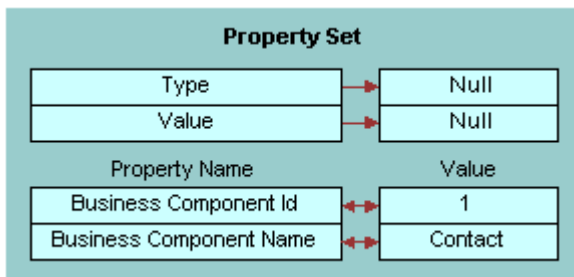 Property Set
Type Null
Value Null
Property Name Value
Business Component Id 1
Business Component Name Contact